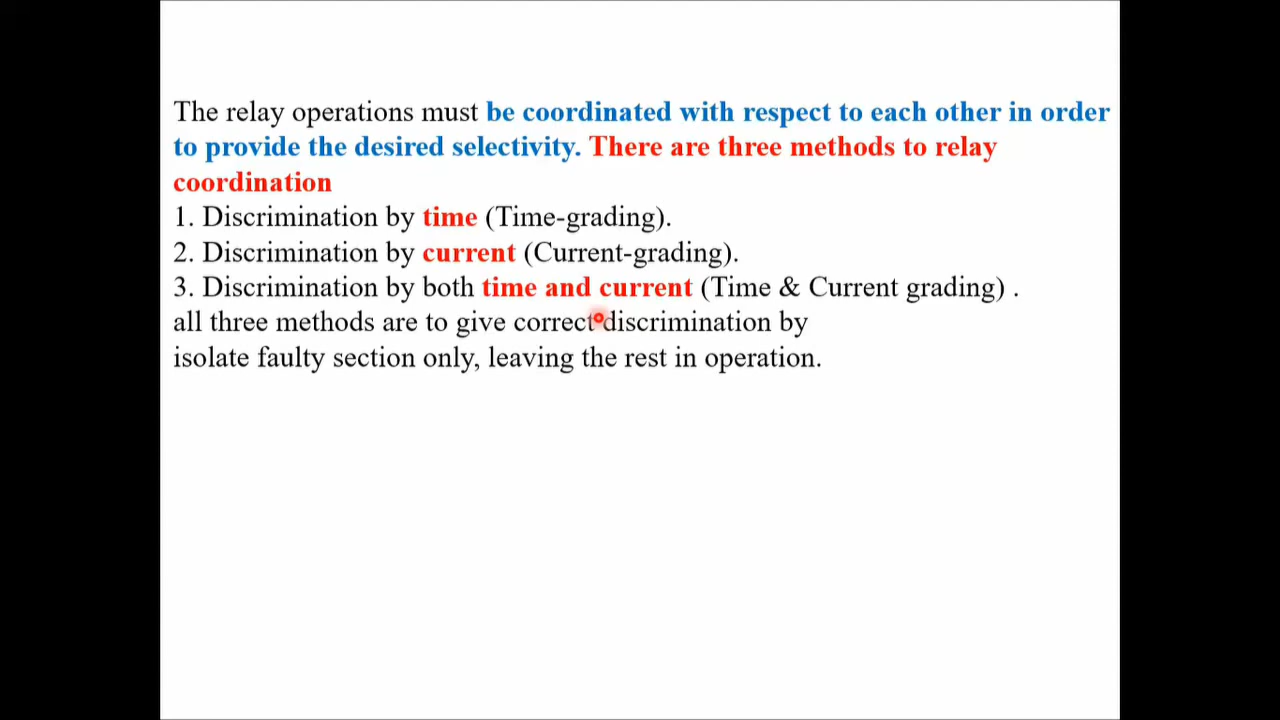 The relay operations must be coordinated with respect to each other in order
to provide the desired selectivity. There are three methods to relay
coordination
1. Discrimination by time (Time-grading).
2. Discrimination by current (Current-grading).
3. Discrimination by both time and current (Time & Current grading) .
all three methods are to give correct discrimination by
isolate faulty section only, leaving the rest in operation.